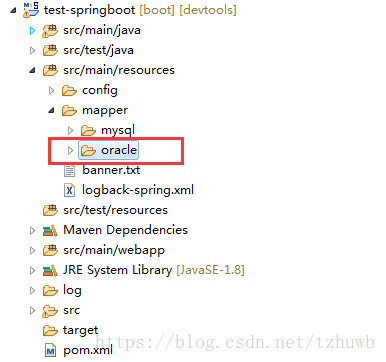 test-springboot [boot] [devtools]
src/main/java
src/test/java
src/main/resources
config
mapper
mysql
oracle
banner.txt
logback-spring.xml
src/test/resources
Maven Dependencies
src/main/webapp
JRE System Library [JavaSE-1.8]
log
src
target
https://blog.csdn.net/tzhuwb
pom.xml